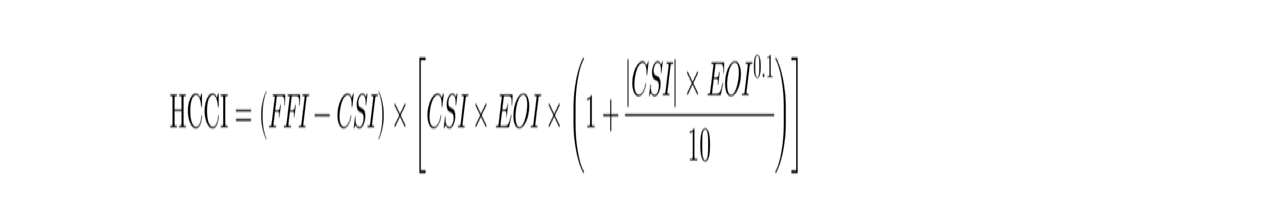 HCCI = (FFI − CSI) × [CSI × EOI × (1 + |CSI| × EOI^0.1 / 10)]